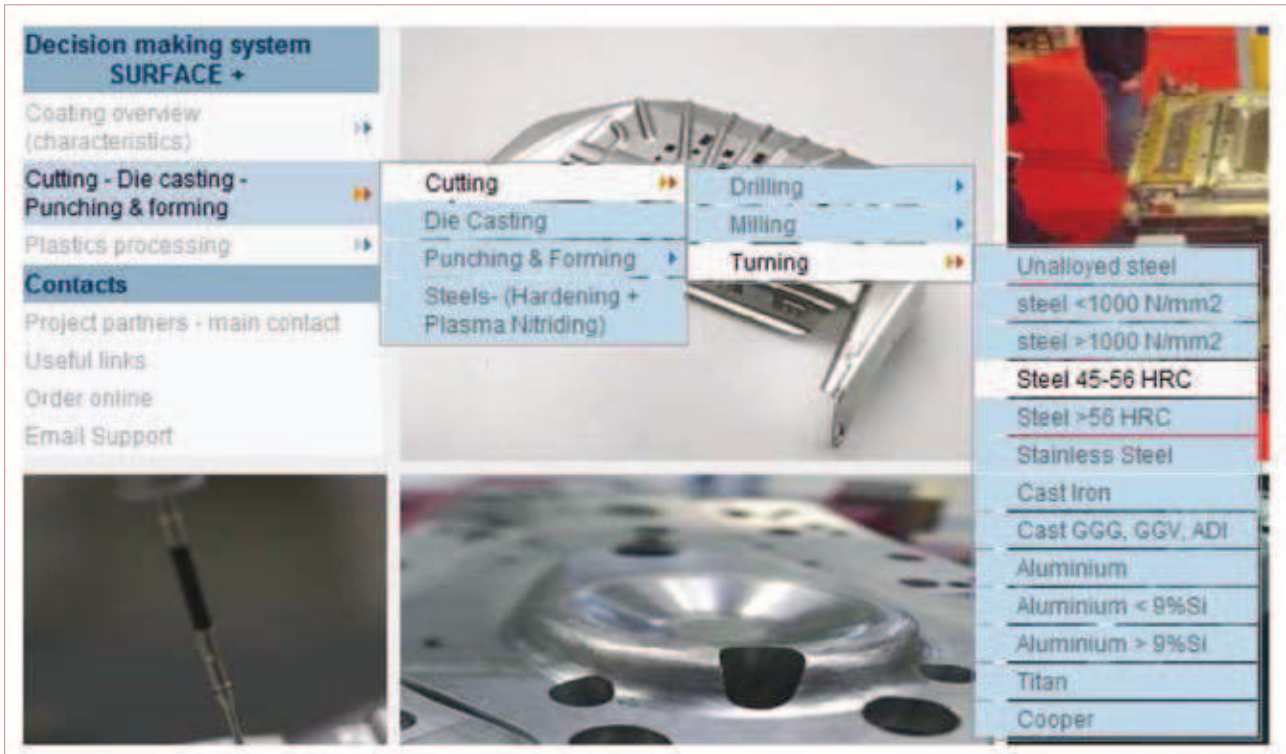 Decision making system
SURFACE +
Coating overview
(characteristics)
Cutting - Die casting -
Punching & forming
Plastics processing
Contacts
Project partners - main contact
Useful links
Order online
Email Support
Cutting
Die Casting
Punching & Forming
Steels- (Hardening +
Plasma Nitriding)
Drilling
Milling
Turning
Unalloyed steel
steel <1000 N/mm2
steel >1000 N/mm2
Steel 45-56 HRC
Steel >56 HRC
Stainless Steel
Cast Iron
Cast GGG, GGV, ADI
Aluminium
Aluminium < 9%Si
Aluminium > 9%Si
Titan
Cooper